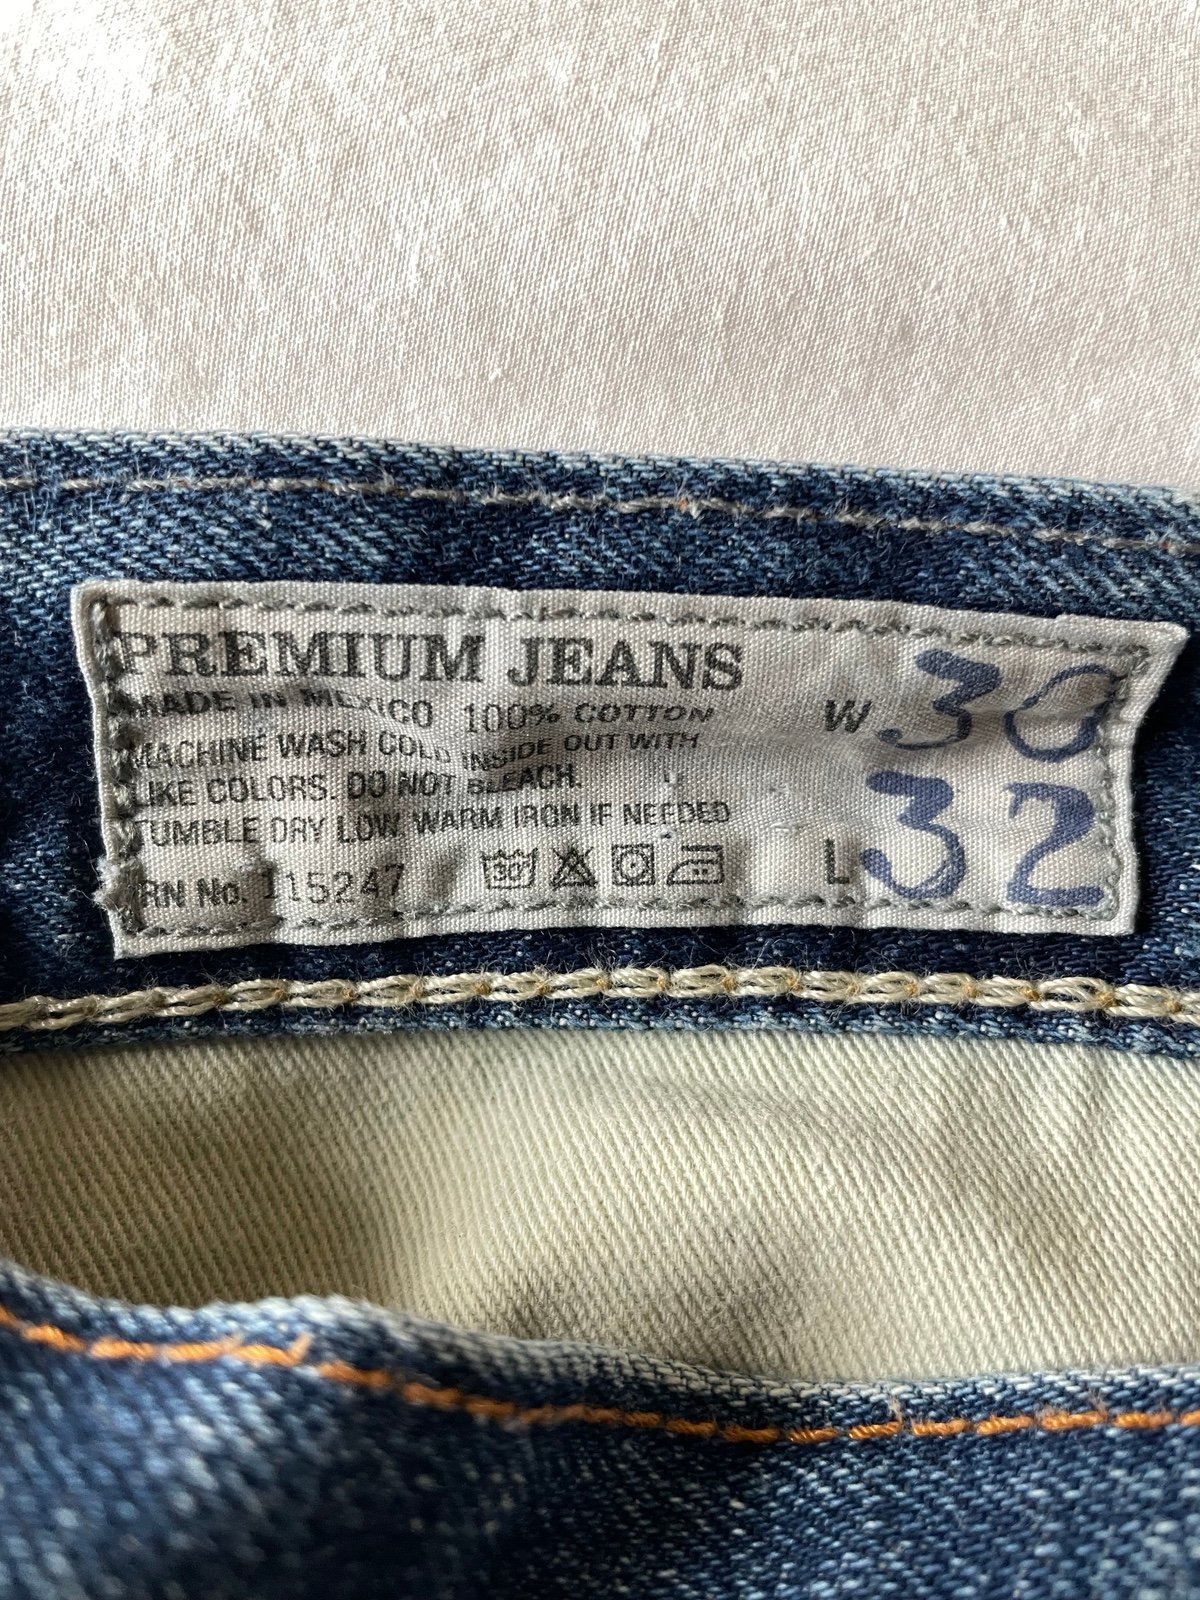 PREMIUM JEANS
MADE IN MEXICO 100% COTTON
MACHINE WASH COLD INSIDE OUT WITH
LIKE COLORS. DO NOT BLEACH.
TUMBLE DRY LOW. WARM IRON IF NEEDED
RN No. 115247 30°
W 30
L 32